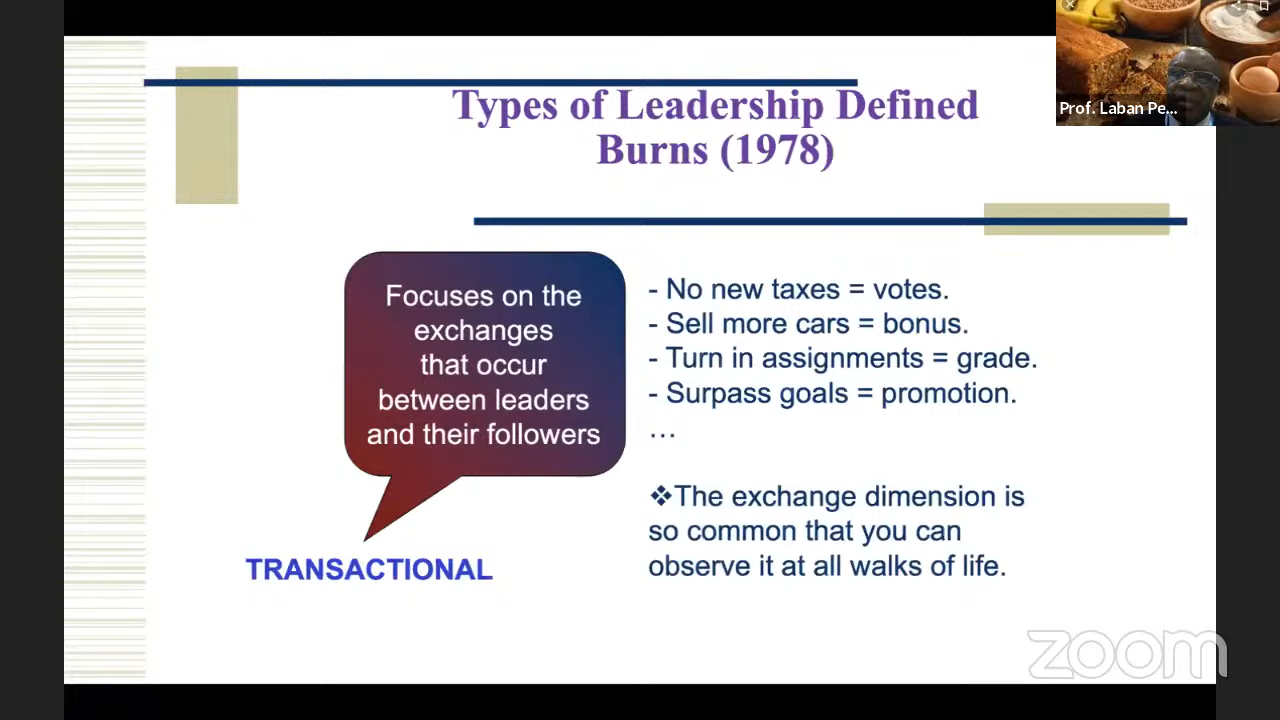 Types of Leadership Defined
Burns (1978)
Prof. Laban Pe...
Focuses on the
exchanges
that occur
between leaders
and their followers
TRANSACTIONAL
- No new taxes = votes.
- Sell more cars = bonus.
- Turn in assignments = grade.
- Surpass goals = promotion.
…
❖The exchange dimension is
so common that you can
observe it at all walks of life.
zoom